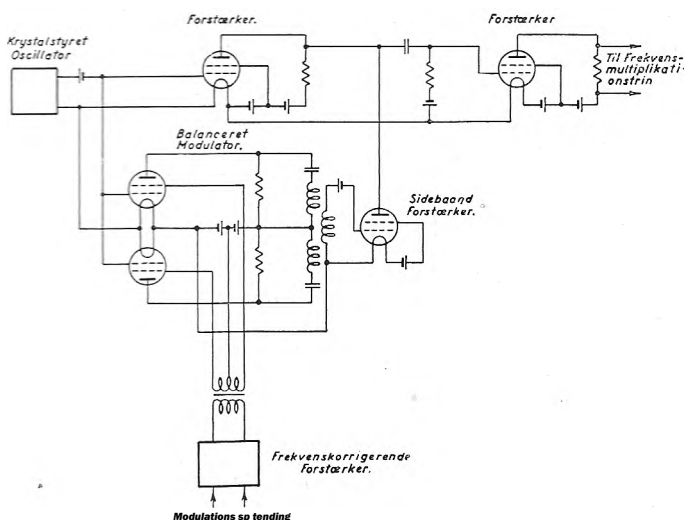 Forstærker.
Forstærker
Krystalstyret
Oscillator
Til Frekvens-
multiplikati-
onstrin
Balanceret
Modulator.
Sidebaand
Forstærker.
Frekvenskorrigerende
Forstærker.
Modulations sp tending